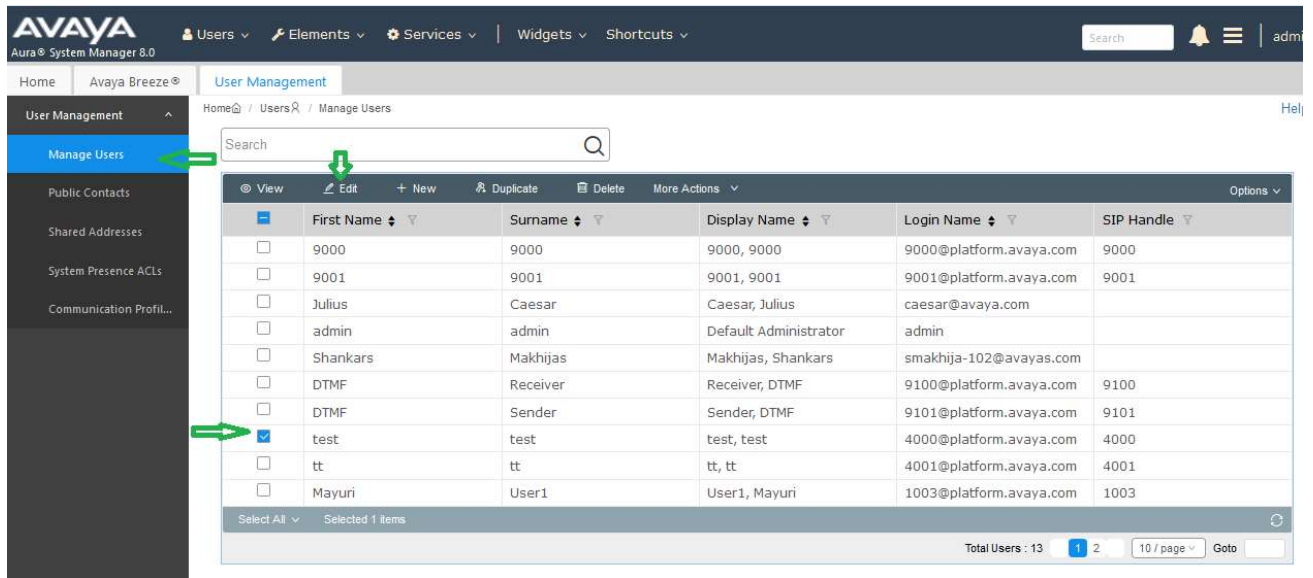 AVAYA
Aura® System Manager 8.0
Users Elements Services | Widgets Shortcuts
Search
admi
Home Avaya Breeze® User Management
User Management
Manage Users
Public Contacts
Shared Addresses
System Presence ACLs
Communication Profil...
Home / Users / Manage Users
Help
Search
View Edit + New Duplicate Delete More Actions Options
First Name Surname Display Name Login Name SIP Handle
9000 9000 9000, 9000 9000@platform.avaya.com 9000
9001 9001 9001, 9001 9001@platform.avaya.com 9001
Julius Caesar Caesar, Julius caesar@avaya.com
admin admin Default Administrator admin
Shankars Makhijas Makhijas, Shankars smakhija-102@avayas.com
DTMF Receiver Receiver, DTMF 9100@platform.avaya.com 9100
DTMF Sender Sender, DTMF 9101@platform.avaya.com 9101
test test test, test 4000@platform.avaya.com 4000
tt tt tt, tt 4001@platform.avaya.com 4001
Mayuri User1 User1, Mayuri 1003@platform.avaya.com 1003
Select All Selected 1 items
Total Users : 13 1 2 10 / page Goto